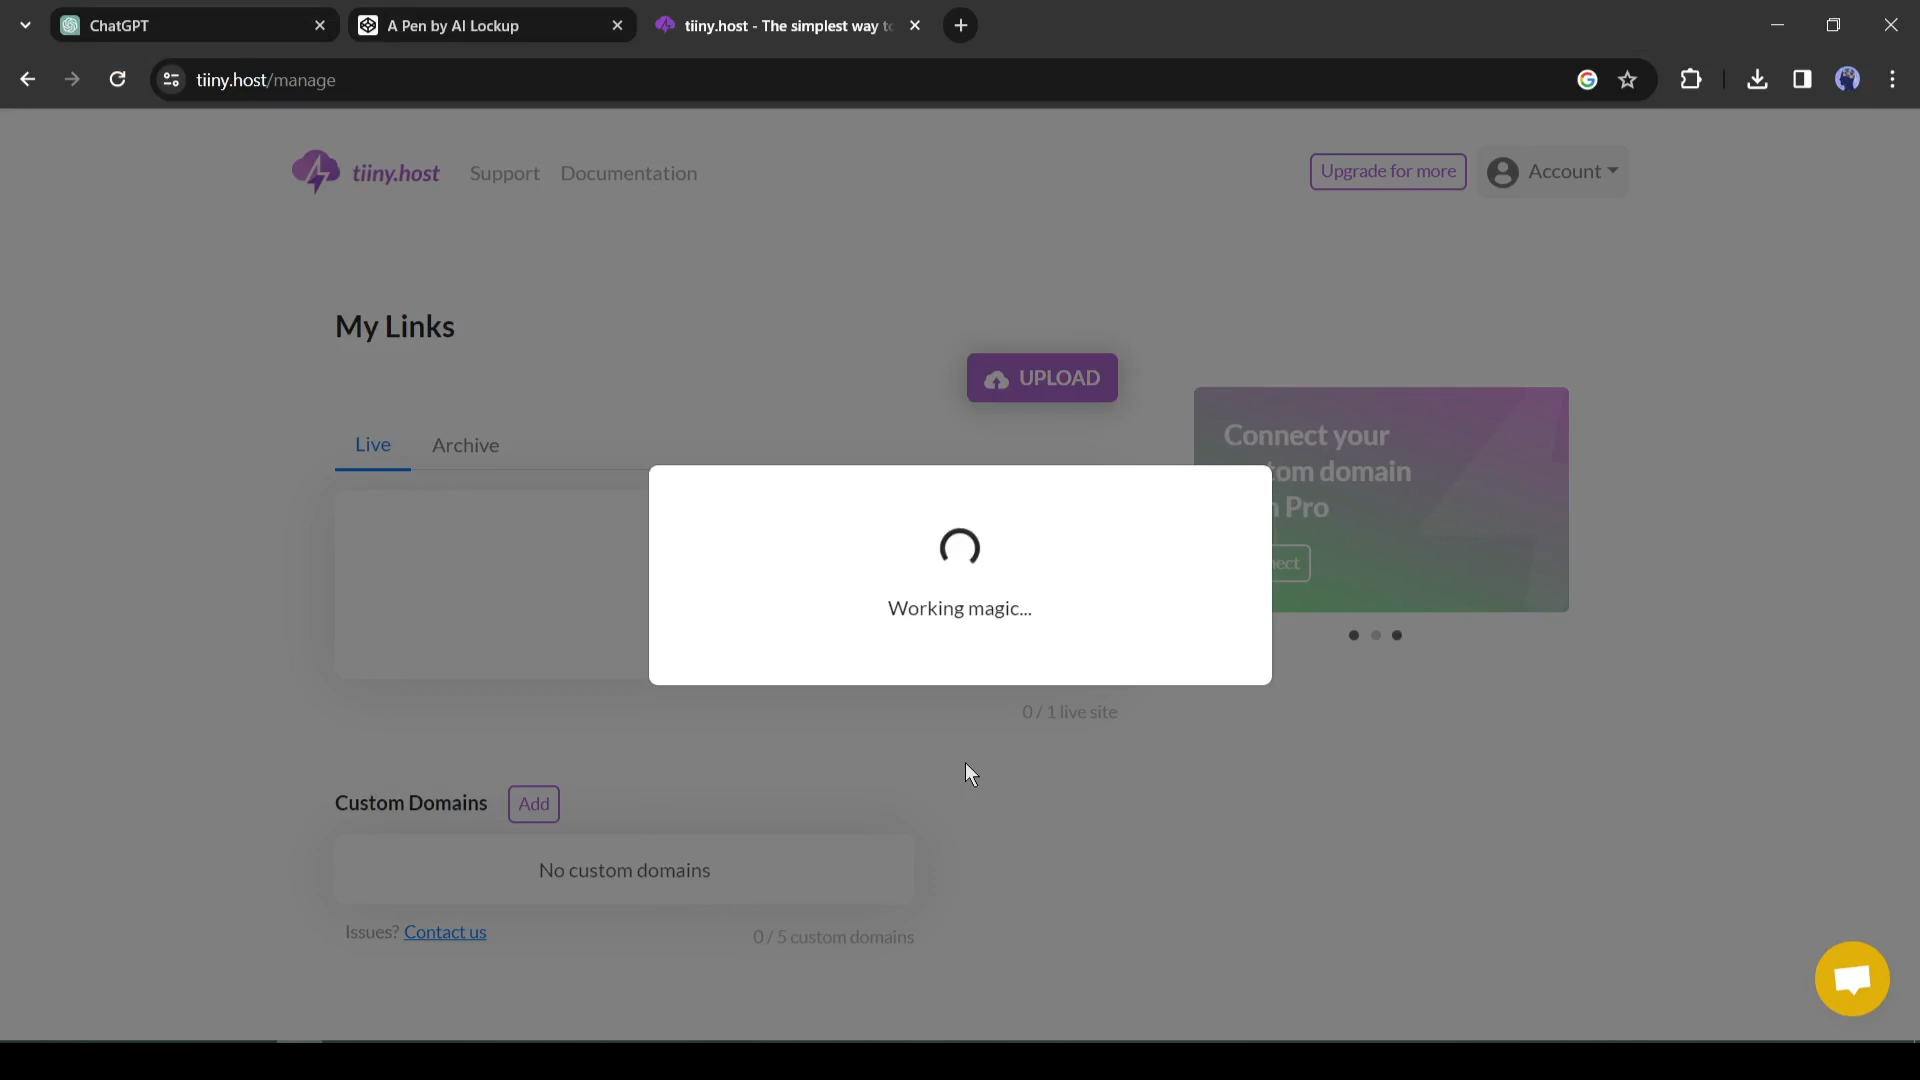 ChatGPT
A Pen by AI Lockup
tiiny.host - The simplest way
tiiny.host/manage
tiiny.host
Support
Documentation
Upgrade for more
Account
My Links
UPLOAD
Live
Archive
Connect your
tom domain
Pro
Working magic...
0 / 1 live site
Custom Domains
Add
No custom domains
Issues? Contact us
0 / 5 custom domains